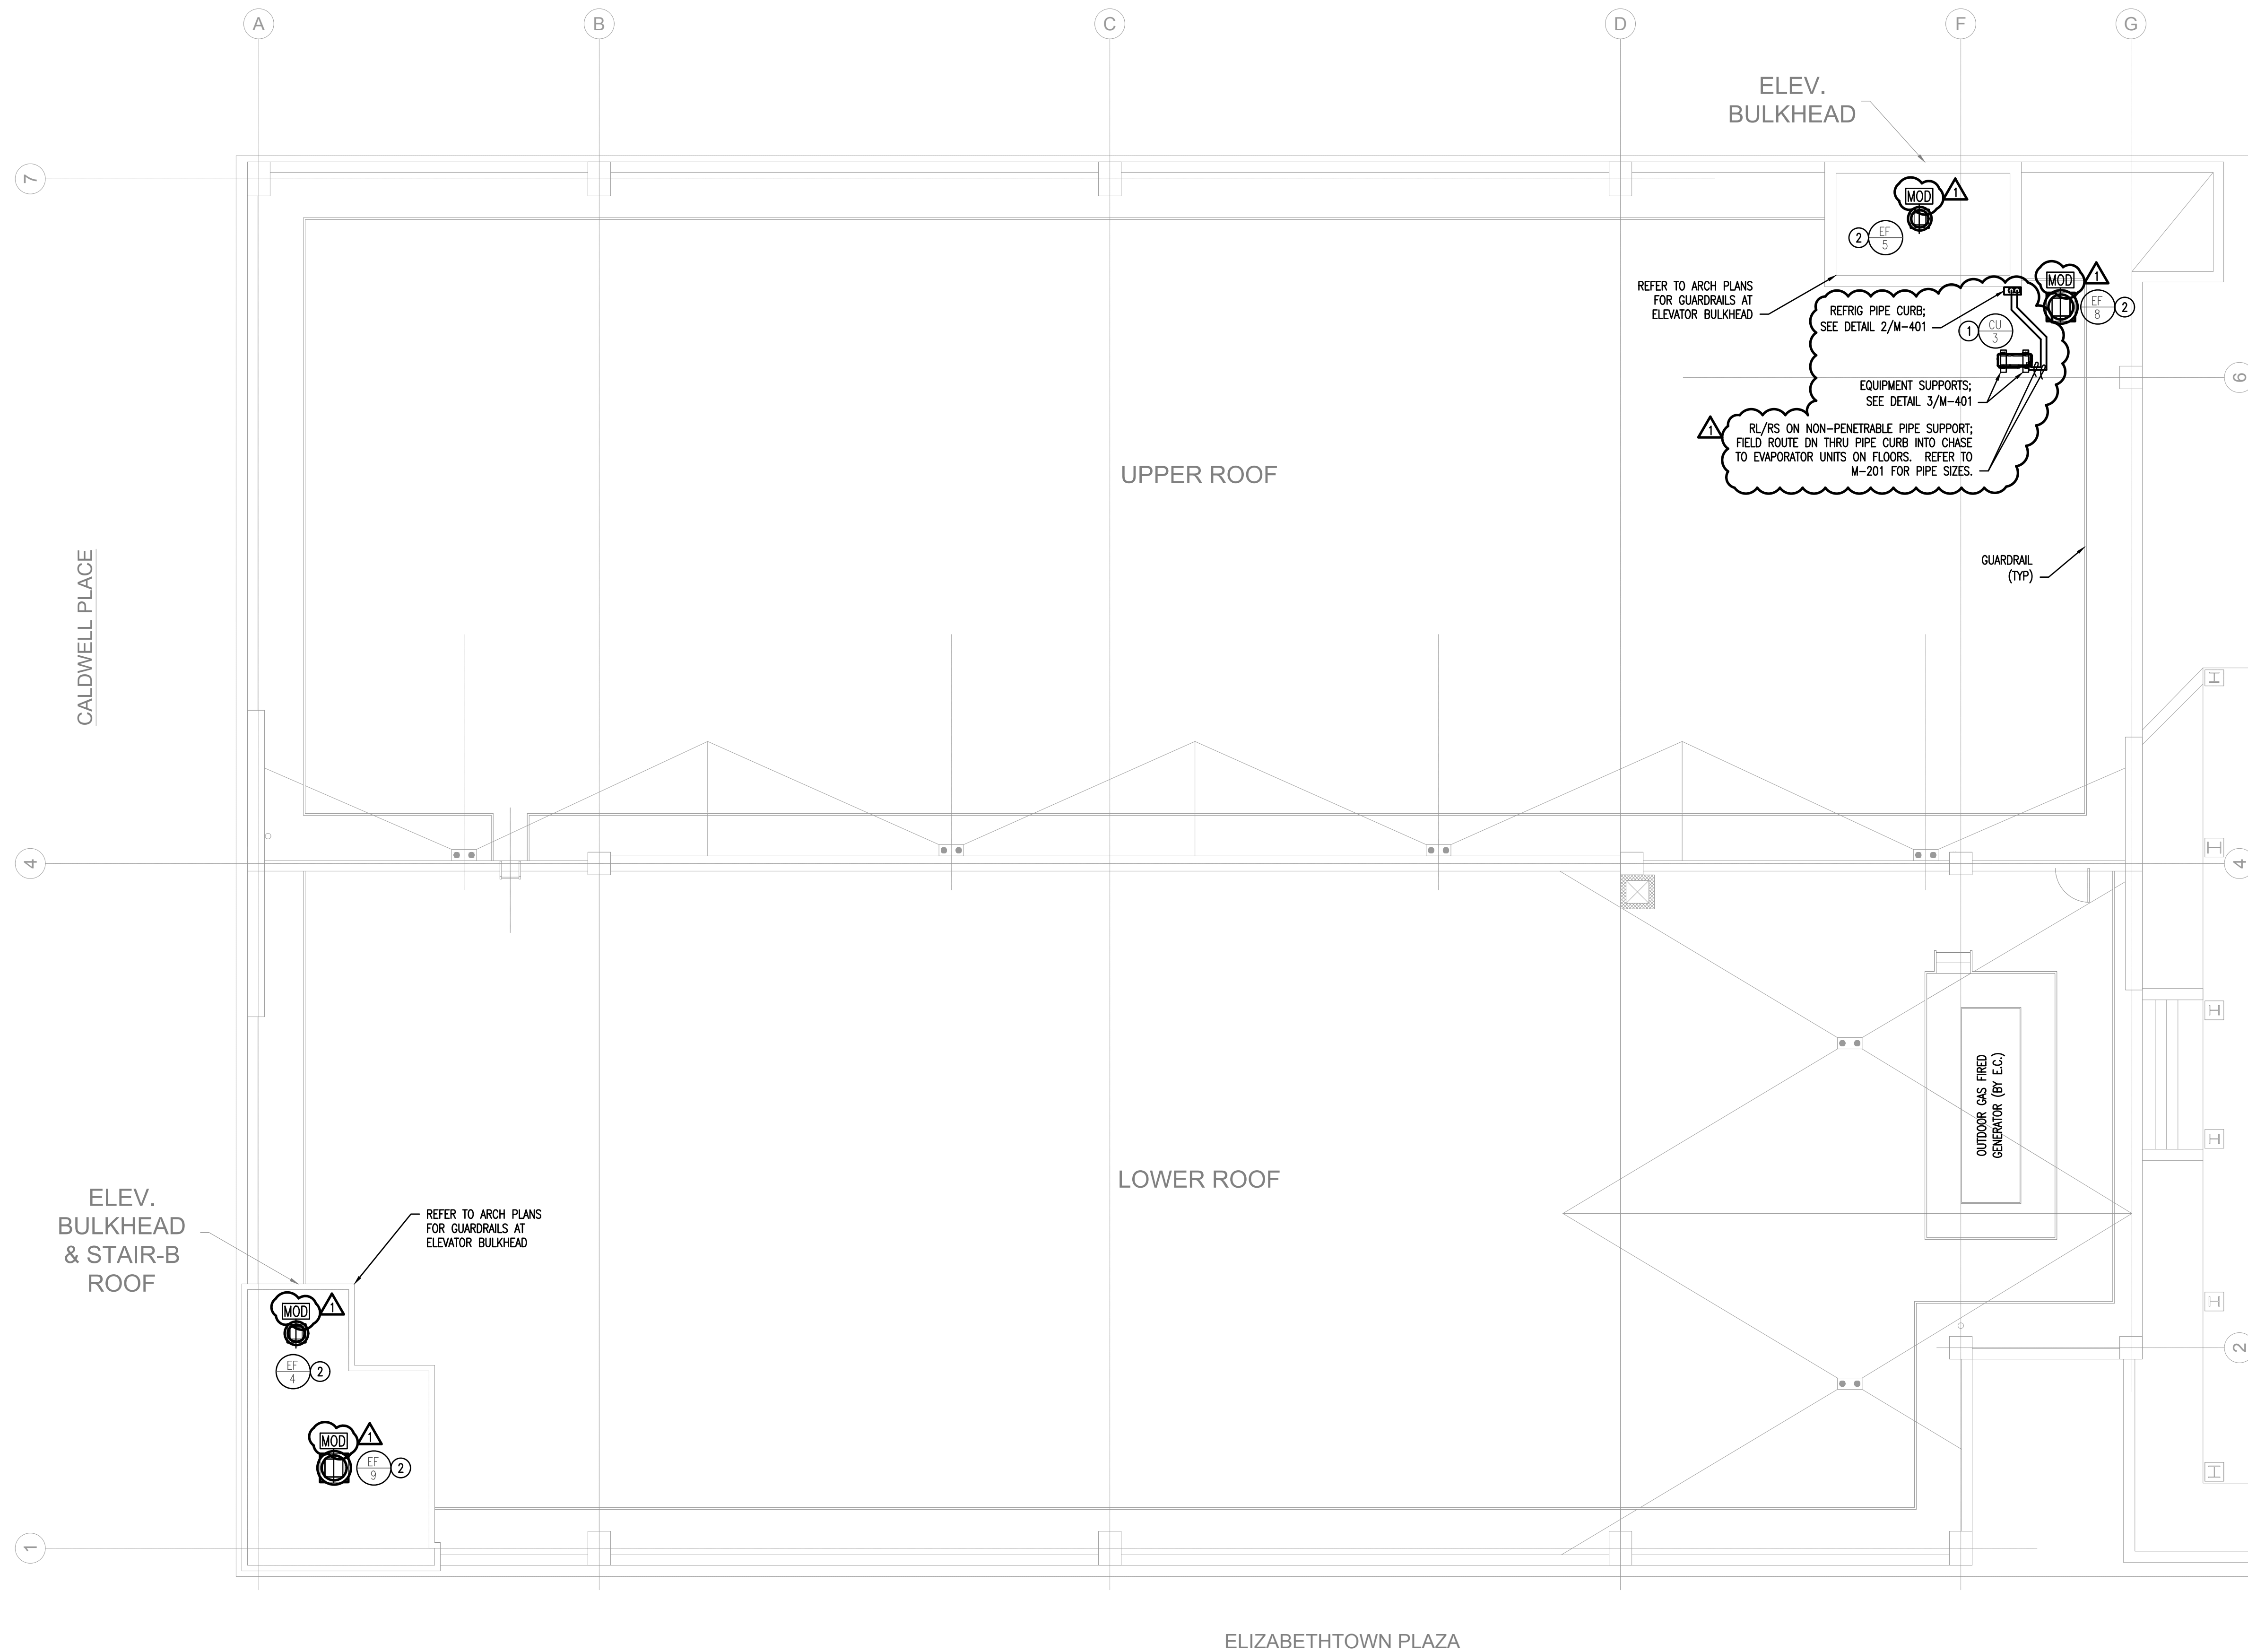 A
B
C
D
F
G
ELEV.
BULKHEAD
7
MOD
1
2
EF
5
REFER TO ARCH PLANS
FOR GUARDRAILS AT
ELEVATOR BULKHEAD
MOD
1
EF
8
2
REFRIG PIPE CURB;
SEE DETAIL 2/M-401
1
CU
3
6
EQUIPMENT SUPPORTS;
SEE DETAIL 3/M-401
1
RL/RS ON NON-PENETRABLE PIPE SUPPORT;
FIELD ROUTE DN THRU PIPE CURB INTO CHASE
TO EVAPORATOR UNITS ON FLOORS. REFER TO
M-201 FOR PIPE SIZES.
UPPER ROOF
CALDWELL PLACE
GUARDRAIL
(TYP)
4
4
OUTDOOR GAS FIRED
GENERATOR (BY E.C.)
LOWER ROOF
ELEV.
BULKHEAD
& STAIR-B
ROOF
REFER TO ARCH PLANS
FOR GUARDRAILS AT
ELEVATOR BULKHEAD
MOD
1
EF
4
2
2
MOD
1
EF
9
2
1
ELIZABETHTOWN PLAZA